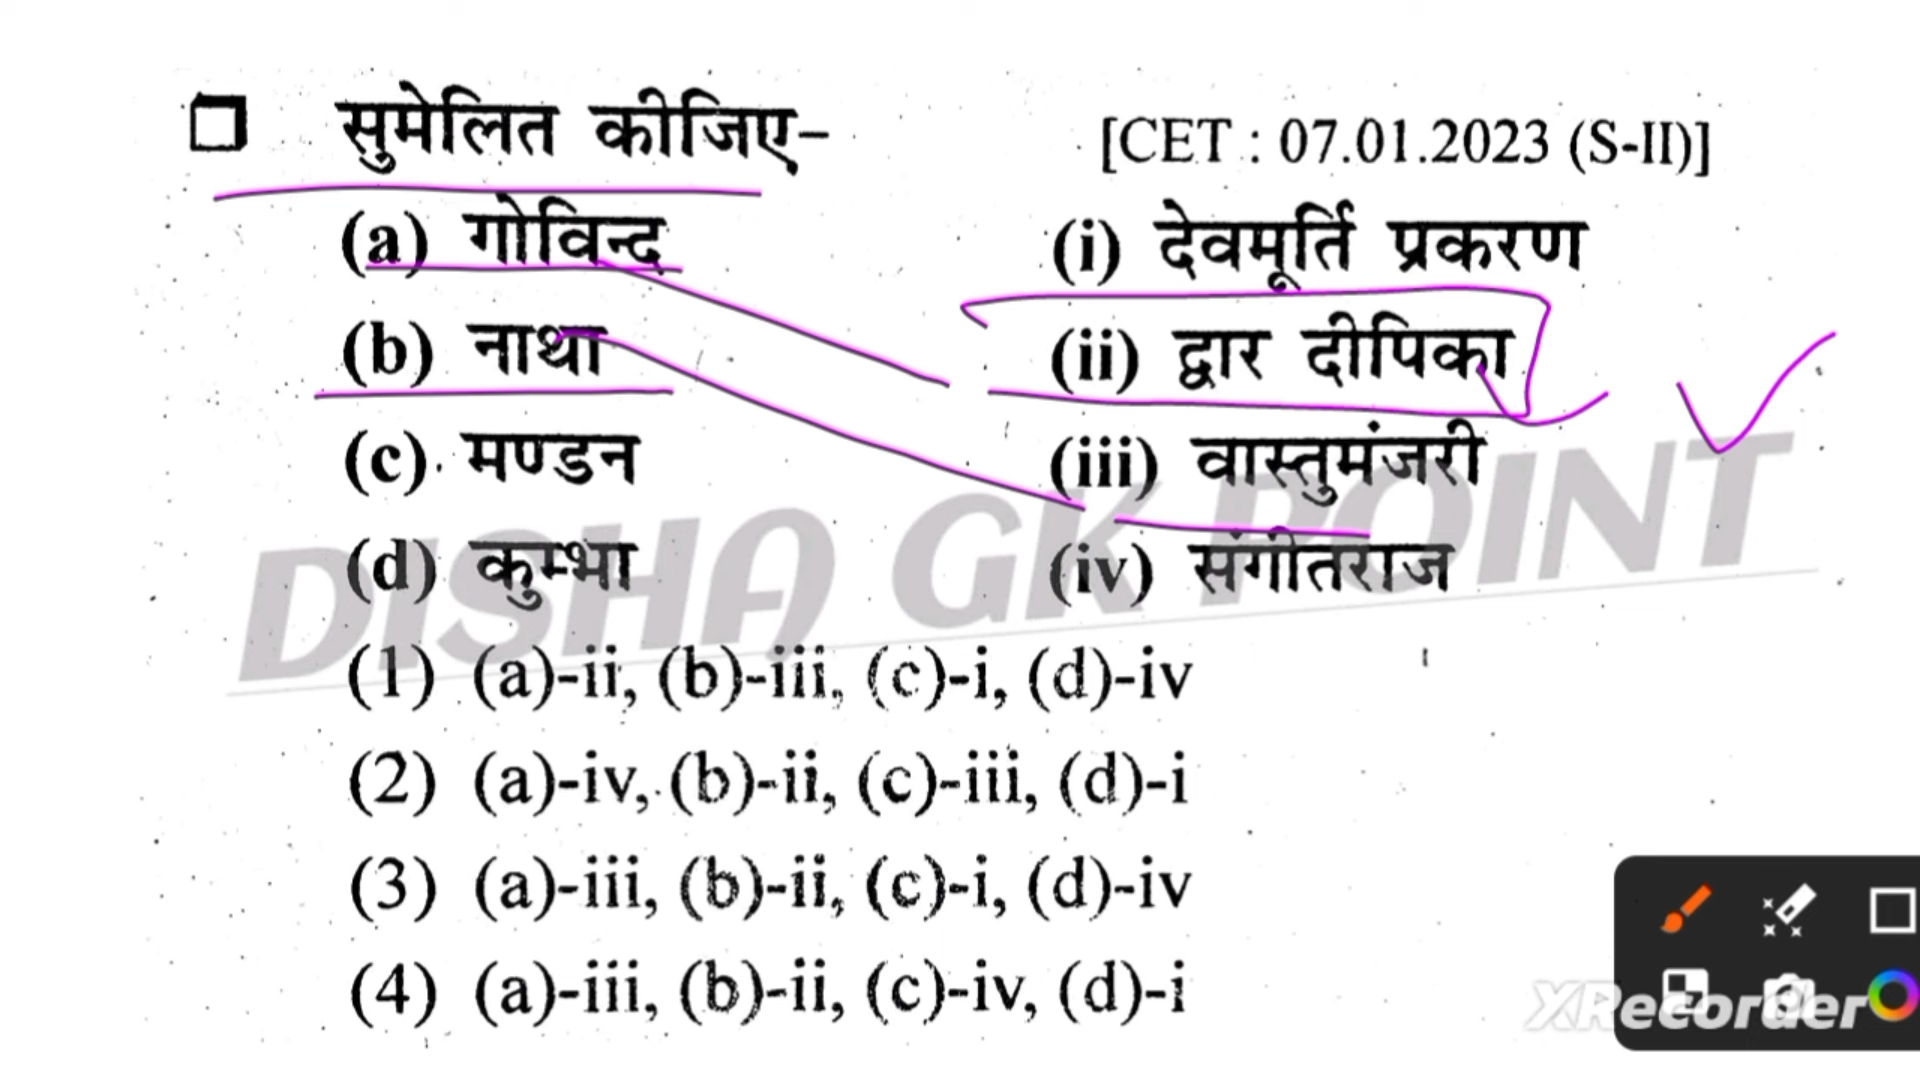 सुमेलित कीजिए– [CET : 07.01.2023 (S-II)]
(a) गोविन्द (i) देवमूर्ति प्रकरण
(b) नाथा (ii) द्वार दीपिका
(c) मण्डन (iii) वास्तुमंजरी
(d) कुम्भा (iv) संगीतराज
DISHA GK POINT
(1) (a)-ii, (b)-iii, (c)-i, (d)-iv
(2) (a)-iv, (b)-ii, (c)-iii, (d)-i
(3) (a)-iii, (b)-ii, (c)-i, (d)-iv
(4) (a)-iii, (b)-ii, (c)-iv, (d)-i
XRecorder